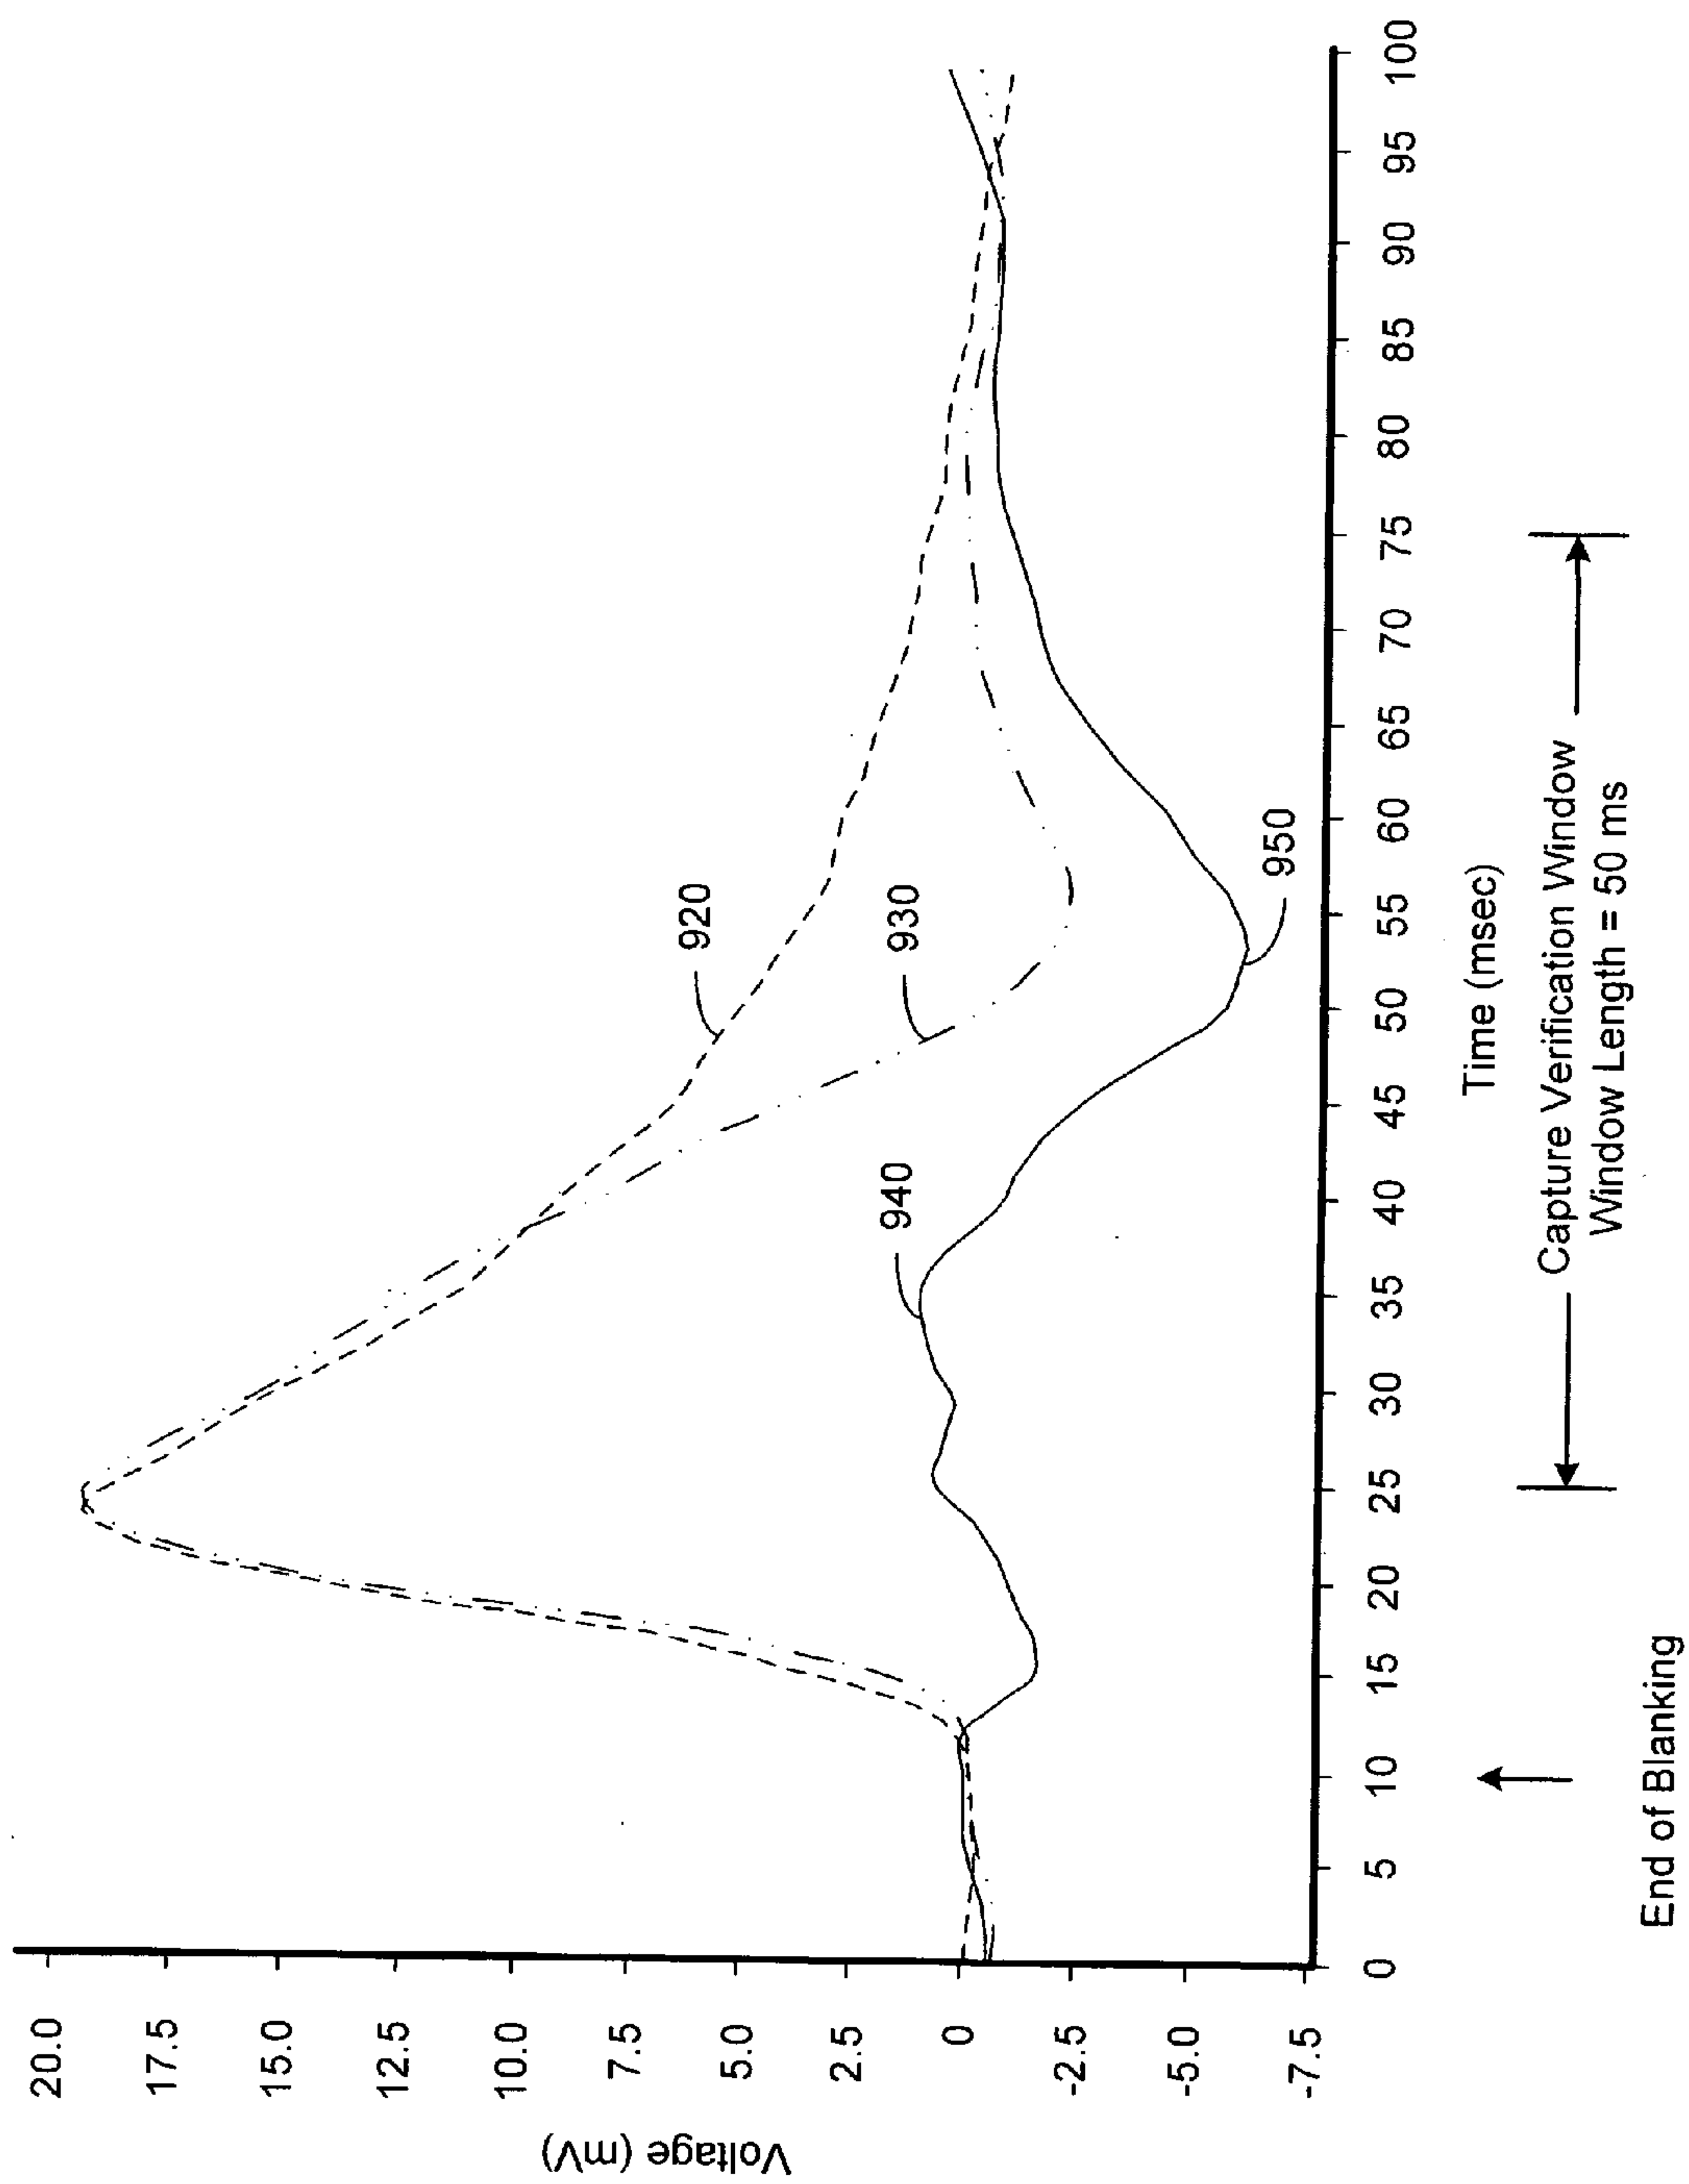 Voltage (mV)
20.0
17.5
15.0
12.5
10.0
7.5
5.0
2.5
0
-2.5
-5.0
-7.5
920
930
940
950
0 5 10 15 20 25 30 35 40 45 50 55 60 65 70 75 80 85 90 95 100
Time (msec)
End of Blanking
Capture Verification Window
Window Length = 50 ms